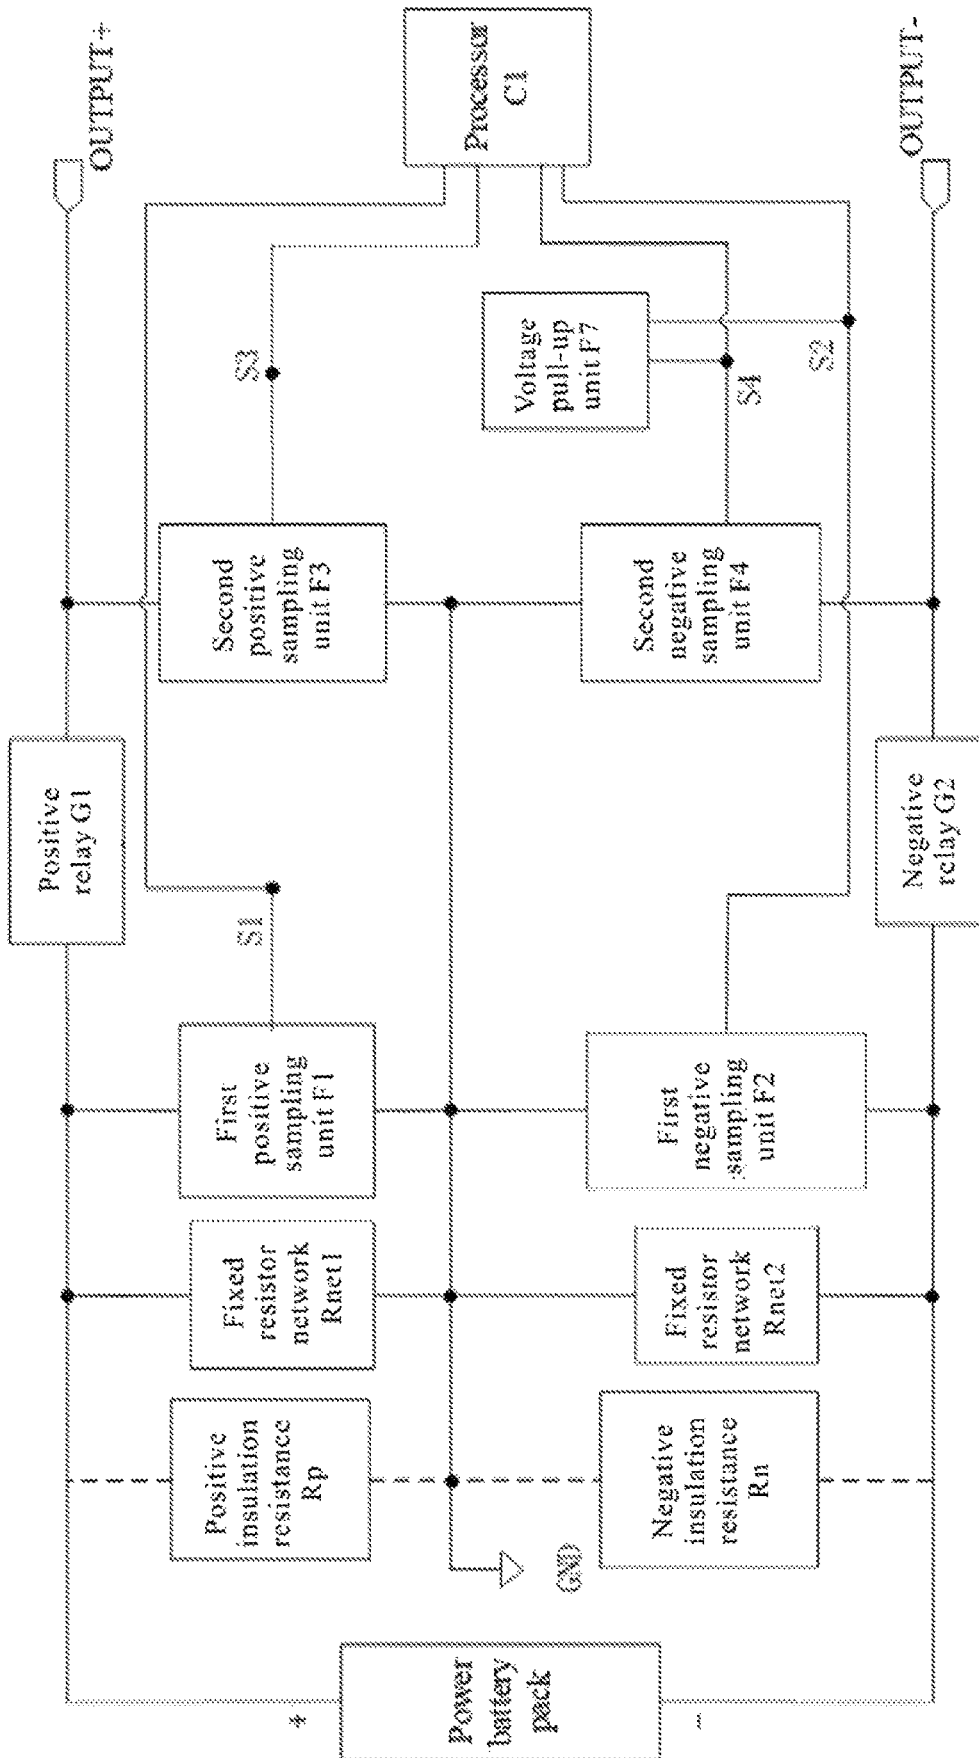 Power
battery
pack
+
-
Positive
insulation
resistance
Rp
Negative
insulation
resistance
Rn
GND
Fixed
resistor
network
Rnet1
Fixed
resistor
network
Rnet2
First
positive
sampling
unit F1
First
negative
sampling
unit F2
S1
Positive
relay G1
Negative
relay G2
Second
positive
sampling
unit F3
Second
negative
sampling
unit F4
S3
Voltage
pull-up
unit F7
S4
S2
OUTPUT+
Processor
C1
OUTPUT-